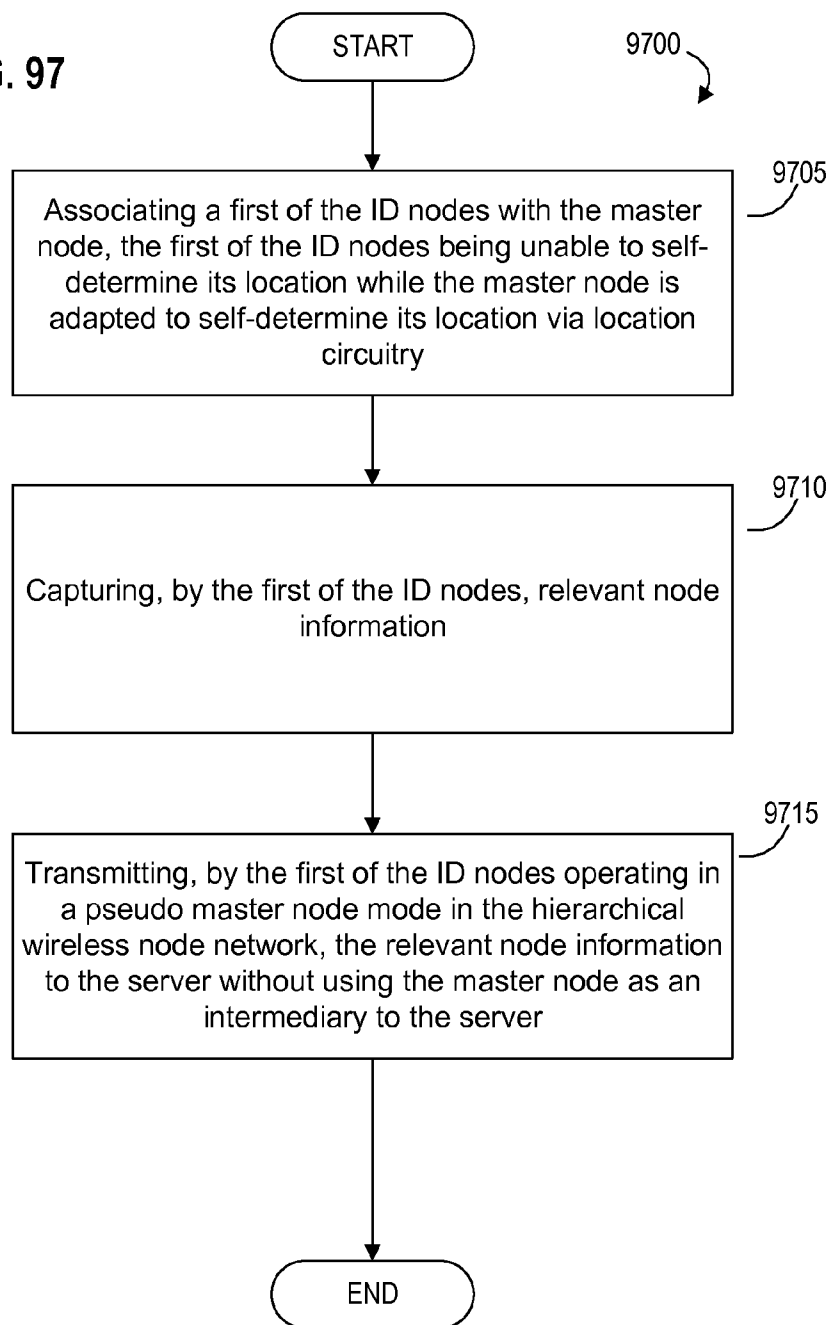 START
9700
G. 97
9705
Associating a first of the ID nodes with the master
node, the first of the ID nodes being unable to self-
determine its location while the master node is
adapted to self-determine its location via location
circuitry
9710
Capturing, by the first of the ID nodes, relevant node
information
9715
Transmitting, by the first of the ID nodes operating in
a pseudo master node mode in the hierarchical
wireless node network, the relevant node information
to the server without using the master node as an
intermediary to the server
END